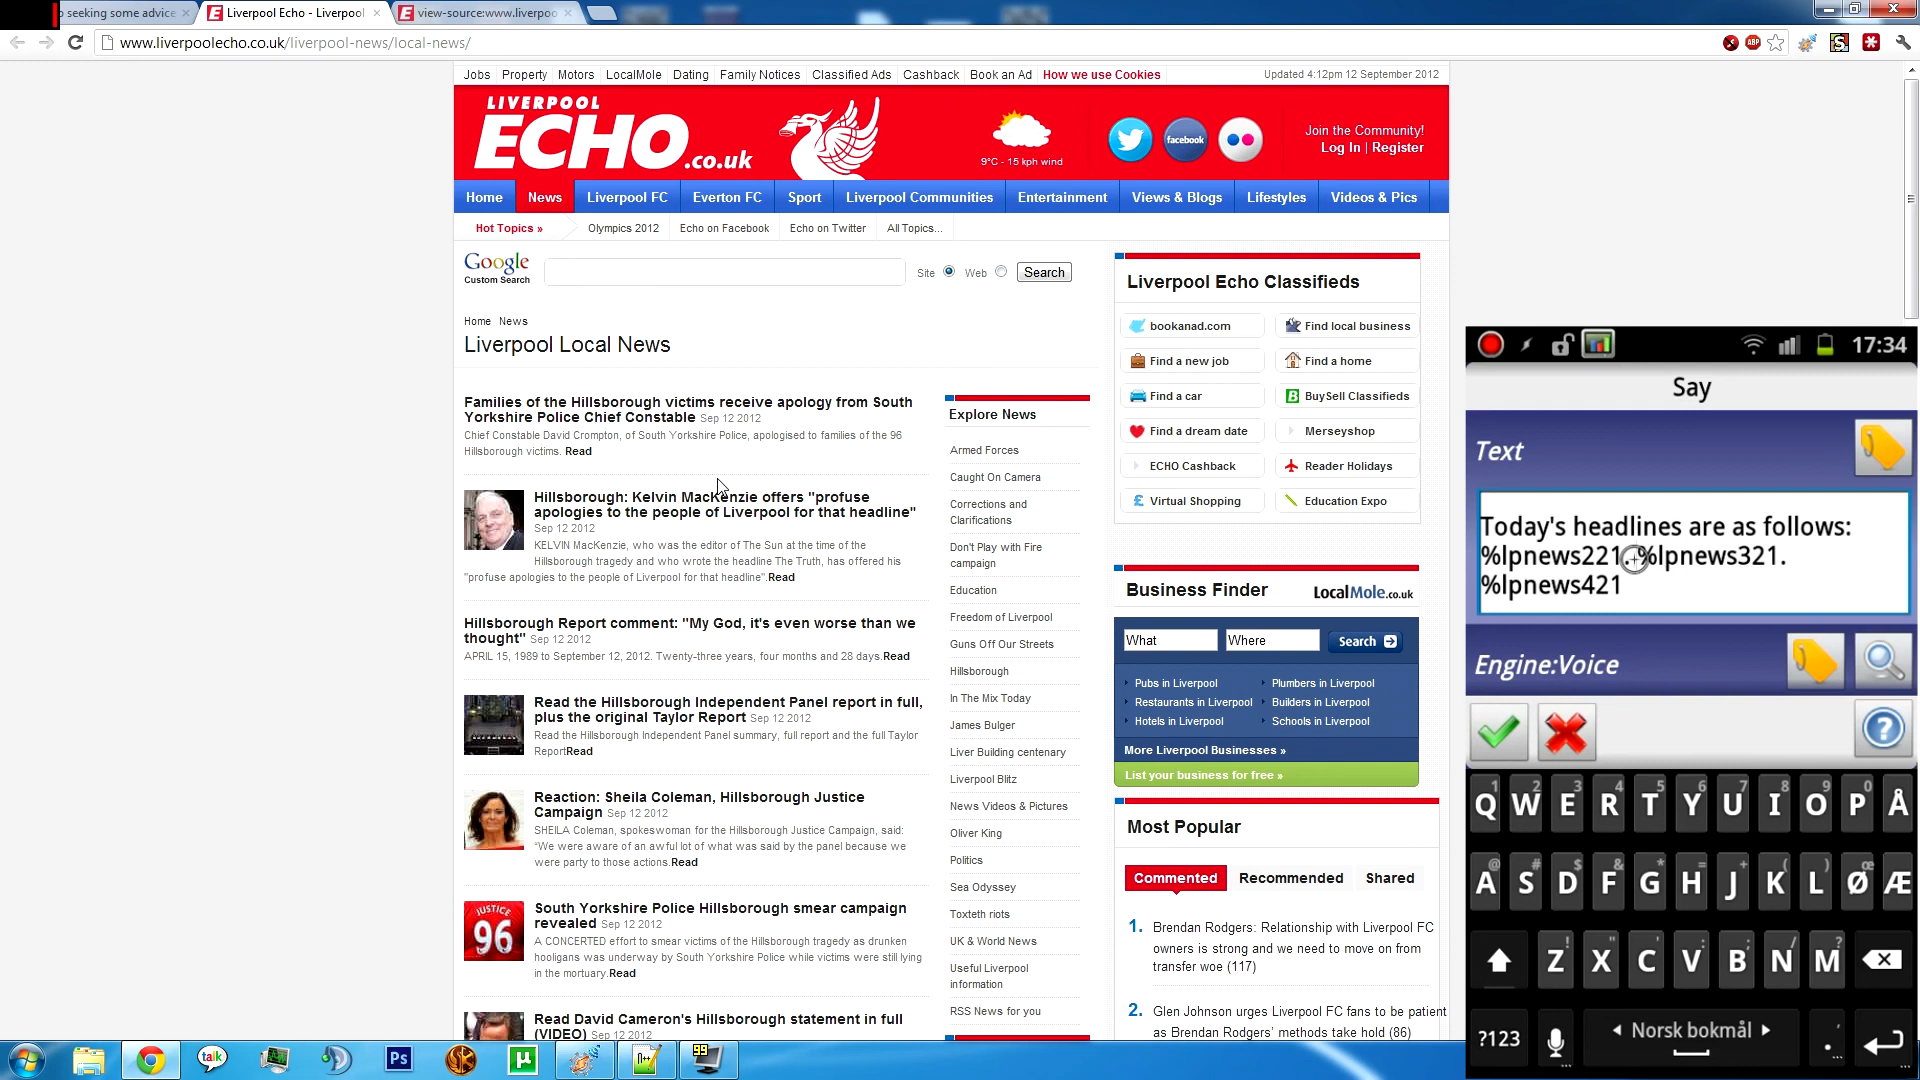 seeking some advice
Liverpool Echo - Liverpool
view-source:www.liverpoo
www.liverpoolecho.co.uk/liverpool-news/local-news/
ABP
Jobs Property Motors LocalMole Dating Family Notices Classified Ads Cashback Book an Ad How we use Cookies
Updated 4:12pm 12 September 2012
LIVERPOOL
ECHO.co.uk
9°C - 15 kph wind
facebook
Join the Community!
Log In | Register
Home News Liverpool FC Everton FC Sport Liverpool Communities Entertainment Views & Blogs Lifestyles Videos & Pics
Hot Topics » Olympics 2012 Echo on Facebook Echo on Twitter All Topics...
Google
Custom Search
Site Web Search
Home News
Liverpool Local News
Families of the Hillsborough victims receive apology from South
Yorkshire Police Chief Constable Sep 12 2012
Chief Constable David Crompton, of South Yorkshire Police, apologised to families of the 96
Hillsborough victims. Read
Hillsborough: Kelvin MacKenzie offers "profuse
apologies to the people of Liverpool for that headline"
Sep 12 2012
KELVIN MacKenzie, who was the editor of The Sun at the time of the
Hillsborough tragedy and who wrote the headline The Truth, has offered his
"profuse apologies to the people of Liverpool for that headline".Read
Hillsborough Report comment: "My God, it's even worse than we
thought" Sep 12 2012
APRIL 15, 1989 to September 12, 2012. Twenty-three years, four months and 28 days.Read
Read the Hillsborough Independent Panel report in full,
plus the original Taylor Report Sep 12 2012
Read the Hillsborough Independent Panel summary, full report and the full Taylor
ReportRead
Reaction: Sheila Coleman, Hillsborough Justice
Campaign Sep 12 2012
SHEILA Coleman, spokeswoman for the Hillsborough Justice Campaign, said:
"We were aware of an awful lot of what was said by the panel because we
were party to those actions.Read
JUSTICE
96
South Yorkshire Police Hillsborough smear campaign
revealed Sep 12 2012
A CONCERTED effort to smear victims of the Hillsborough tragedy as drunken
hooligans was underway by South Yorkshire Police while victims were still lying
in the mortuary.Read
Read David Cameron's Hillsborough statement in full
(VIDEO) Sep 12 2012
Explore News
Armed Forces
Caught On Camera
Corrections and
Clarifications
Don't Play with Fire
campaign
Education
Freedom of Liverpool
Guns Off Our Streets
Hillsborough
In The Mix Today
James Bulger
Liver Building centenary
Liverpool Blitz
News Videos & Pictures
Oliver King
Politics
Sea Odyssey
Toxteth riots
UK & World News
Useful Liverpool
information
RSS News for you
Liverpool Echo Classifieds
bookanad.com Find local business
Find a new job Find a home
Find a car BuySell Classifieds
Find a dream date Merseyshop
ECHO Cashback Reader Holidays
Virtual Shopping Education Expo
Business Finder LocalMole.co.uk
What Where Search
Pubs in Liverpool Plumbers in Liverpool
Restaurants in Liverpool Builders in Liverpool
Hotels in Liverpool Schools in Liverpool
More Liverpool Businesses »
List your business for free »
Most Popular
Commented Recommended Shared
1. Brendan Rodgers: Relationship with Liverpool FC
owners is strong and we need to move on from
transfer woe (117)
2. Glen Johnson urges Liverpool FC fans to be patient
as Brendan Rodgers' methods take hold (86)
17:34
Say
Text
Today's headlines are as follows:
%lpnews221. %lpnews321.
%lpnews421
Engine:Voice
1 2 3 4 5 6 7 8 9 0
Q W E R T Y U I O P Å
@ # $ & * - + ( ) œ
A S D F G H J K L Ø Æ
! " ' : ; / ?
Z X C V B N M
?123 Norsk bokmål
talk
Ps
µ
99